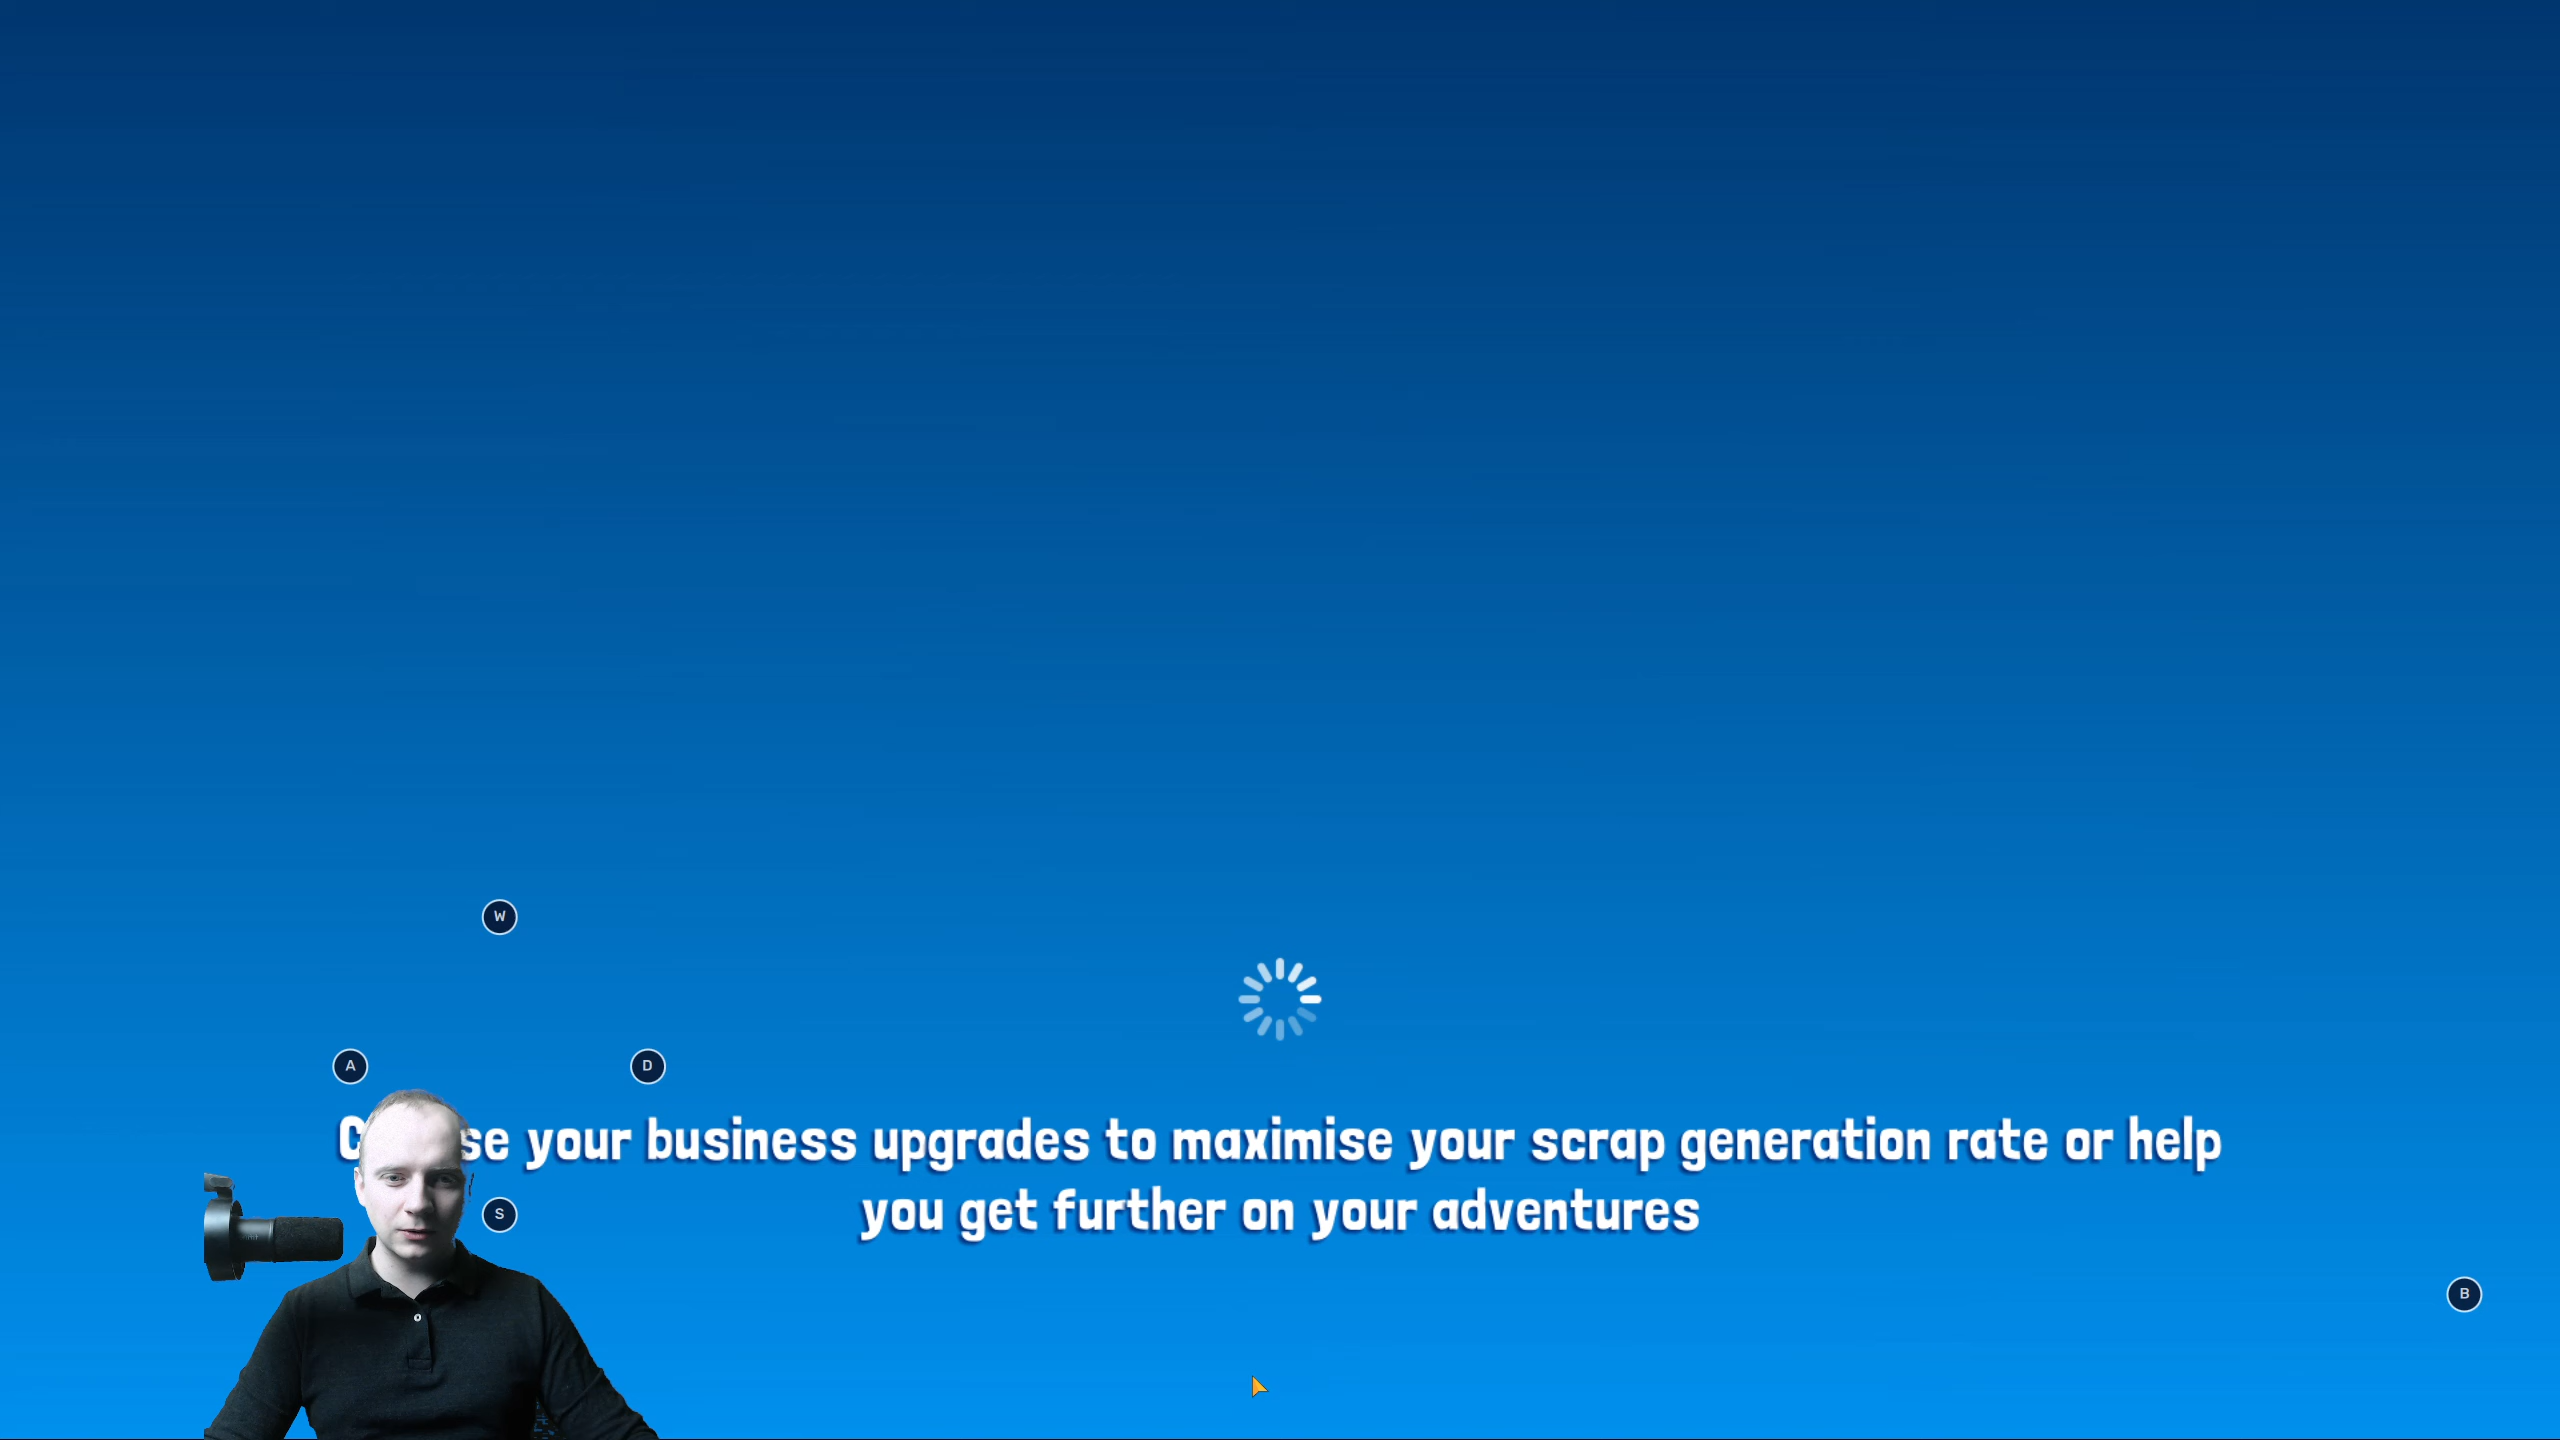 W
A
D
se your business upgrades to maximise your scrap generation rate or help
you get further on your adventures
S
B